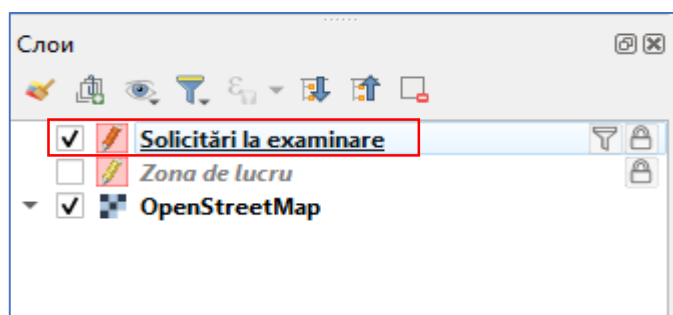 Слои
Solicitări la examinare
Zona de lucru
OpenStreetMap